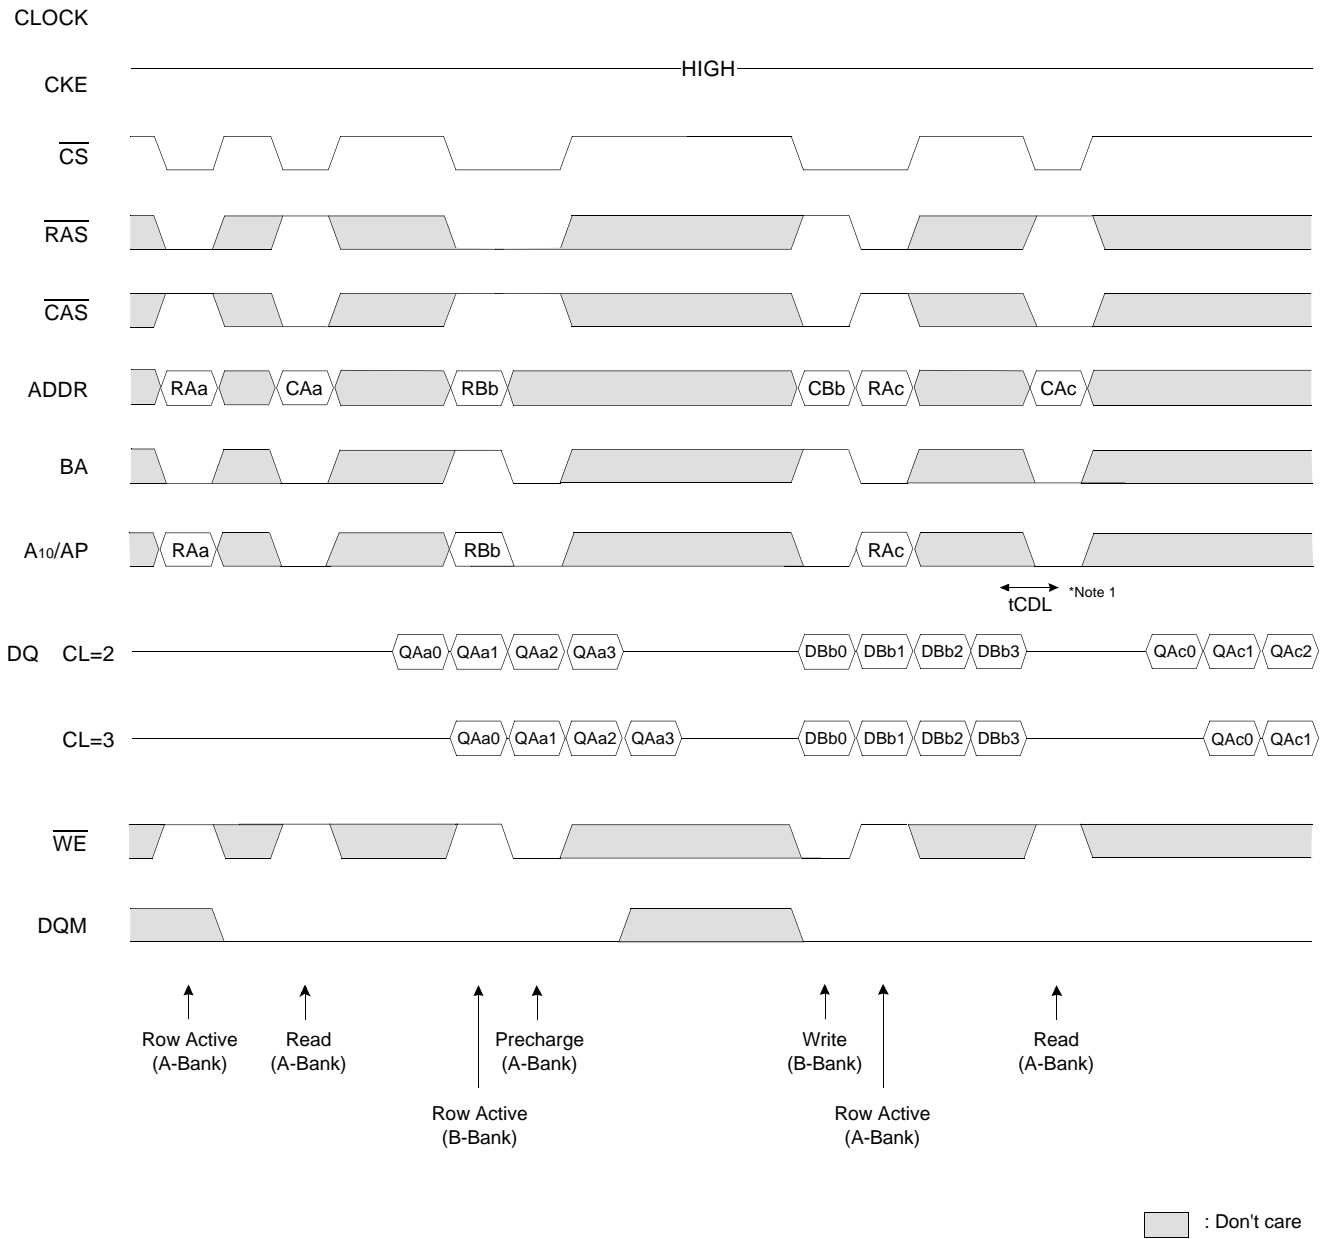 CLOCK
HIGH
CKE
CS
RAS
CAS
ADDR RAa CAa RBb CBb RAc CAc
BA
A10/AP RAa RBb RAc
tCDL *Note 1
DQ CL=2 QAa0 QAa1 QAa2 QAa3 DBb0 DBb1 DBb2 DBb3 QAc0 QAc1 QAc2
CL=3 QAa0 QAa1 QAa2 QAa3 DBb0 DBb1 DBb2 DBb3 QAc0 QAc1
WE
DQM
Row Active
(A-Bank)
Read
(A-Bank)
Precharge
(A-Bank)
Write
(B-Bank)
Read
(A-Bank)
Row Active
(B-Bank)
Row Active
(A-Bank)
: Don't care